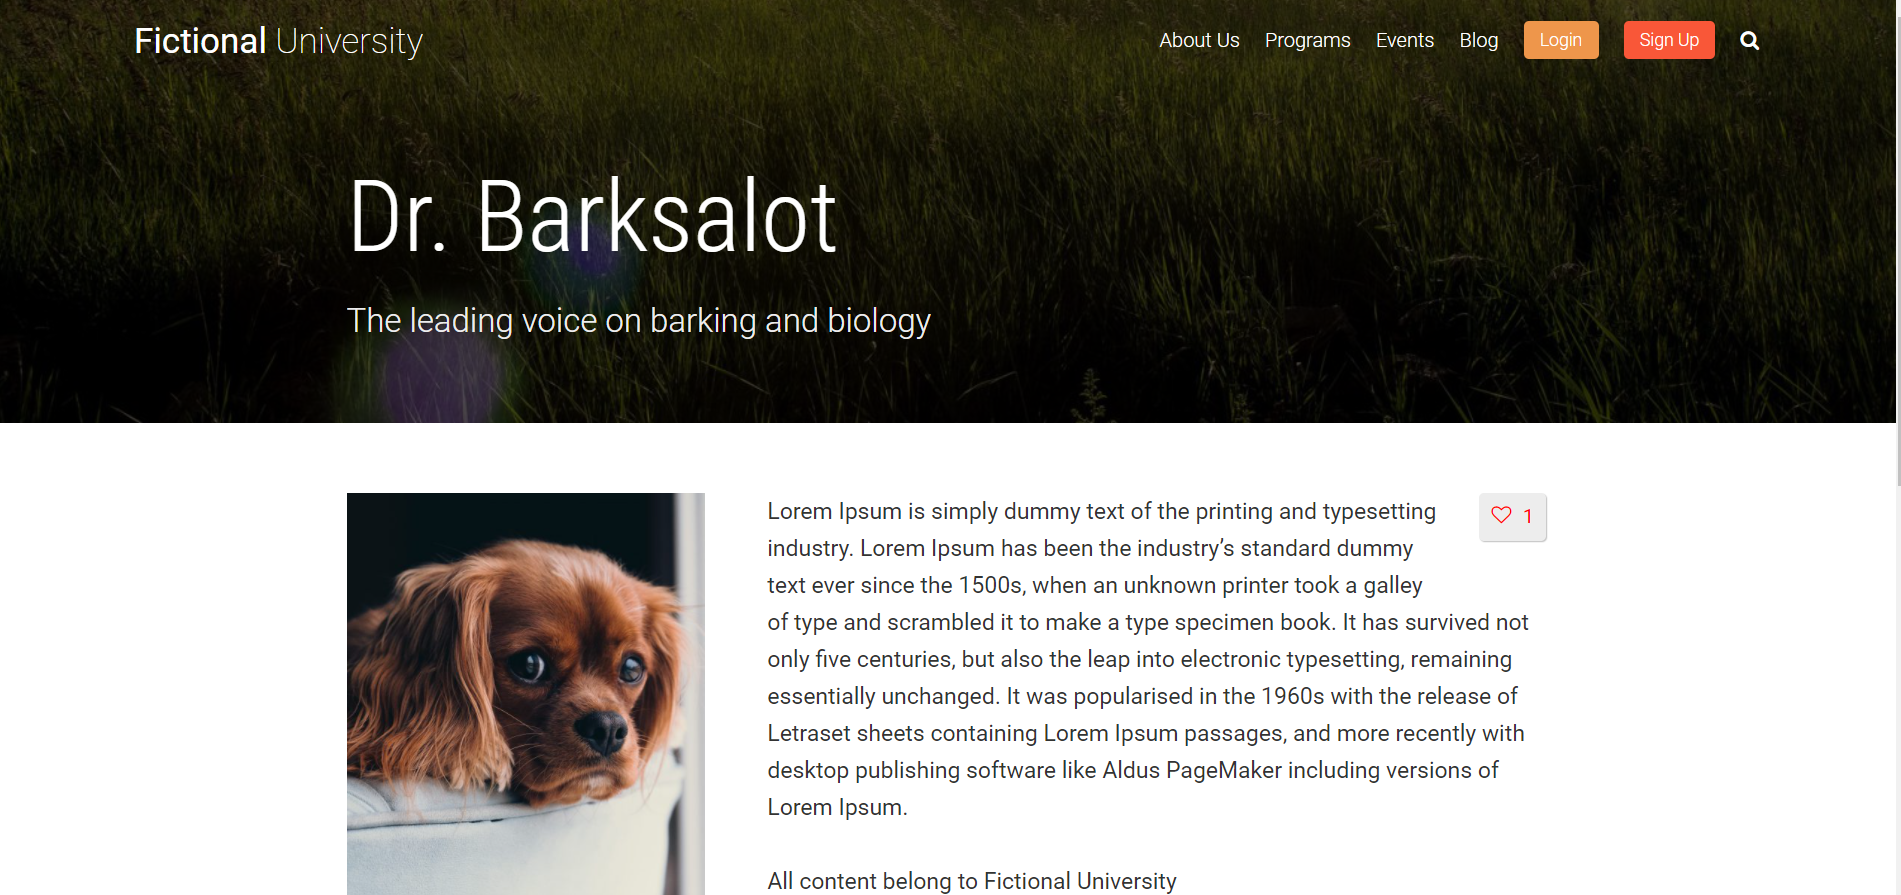 Fictional University
About Us Programs Events Blog Login Sign Up
Dr. Barksalot
The leading voice on barking and biology
Lorem Ipsum is simply dummy text of the printing and typesetting
industry. Lorem Ipsum has been the industry’s standard dummy
text ever since the 1500s, when an unknown printer took a galley
of type and scrambled it to make a type specimen book. It has survived not
only five centuries, but also the leap into electronic typesetting, remaining
essentially unchanged. It was popularised in the 1960s with the release of
Letraset sheets containing Lorem Ipsum passages, and more recently with
desktop publishing software like Aldus PageMaker including versions of
Lorem Ipsum.
1
All content belong to Fictional University